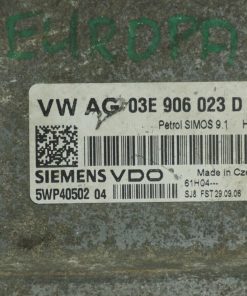 EUROPA
VW AG 03E 906 023 D
Petrol SIMOS 9.1 H
SIEMENS VDO Made in Cze
5WP40502 04 61H04---
SJ8 FST 29.09.06